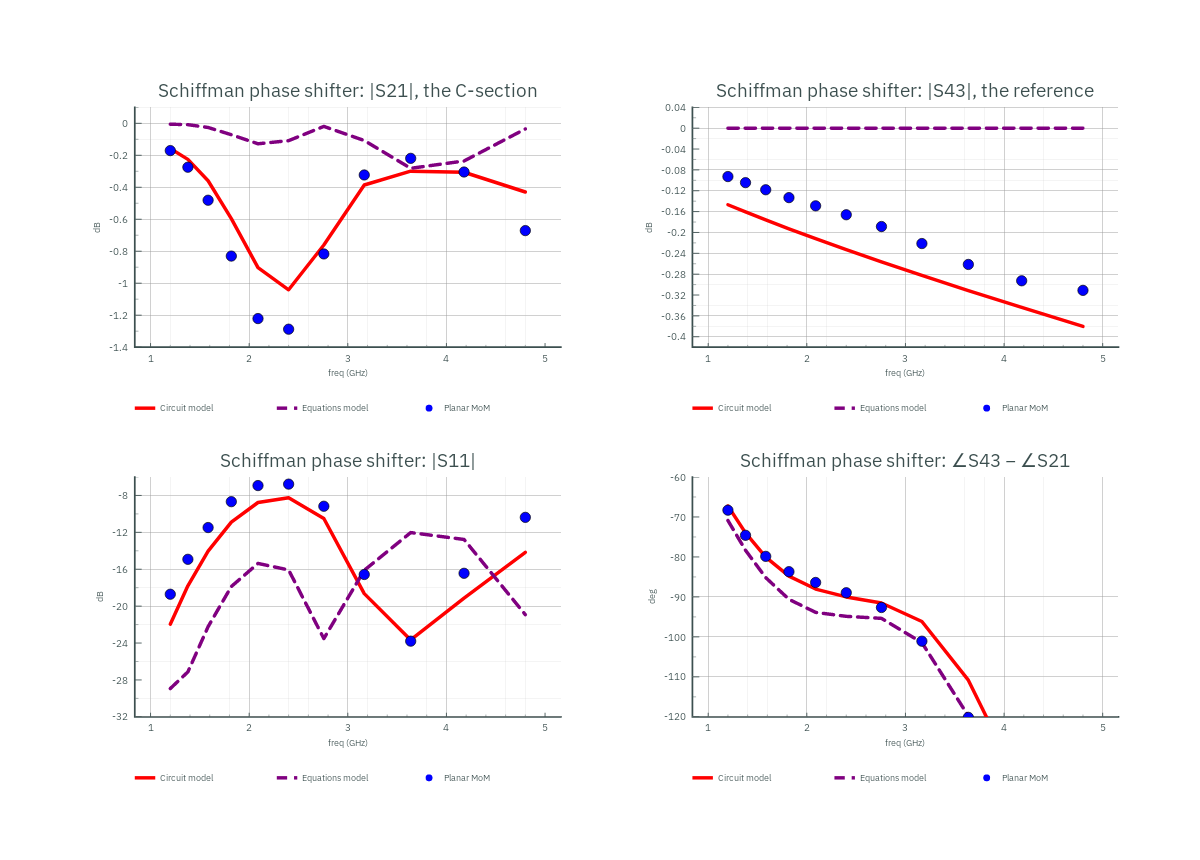 Schiffman phase shifter: |S21|, the C-section
0
-0.2
-0.4
-0.6
-0.8
-1
-1.2
-1.4
dB
1 2 3 4 5
freq (GHz)
Circuit model Equations model Planar MoM
Schiffman phase shifter: |S43|, the reference
0.04
0
-0.04
-0.08
-0.12
-0.16
-0.2
-0.24
-0.28
-0.32
-0.36
-0.4
dB
1 2 3 4 5
freq (GHz)
Circuit model Equations model Planar MoM
Schiffman phase shifter: |S11|
-8
-12
-16
-20
-24
-28
-32
dB
1 2 3 4 5
freq (GHz)
Circuit model Equations model Planar MoM
Schiffman phase shifter: ∠S43 – ∠S21
-60
-70
-80
-90
-100
-110
-120
deg
1 2 3 4 5
freq (GHz)
Circuit model Equations model Planar MoM